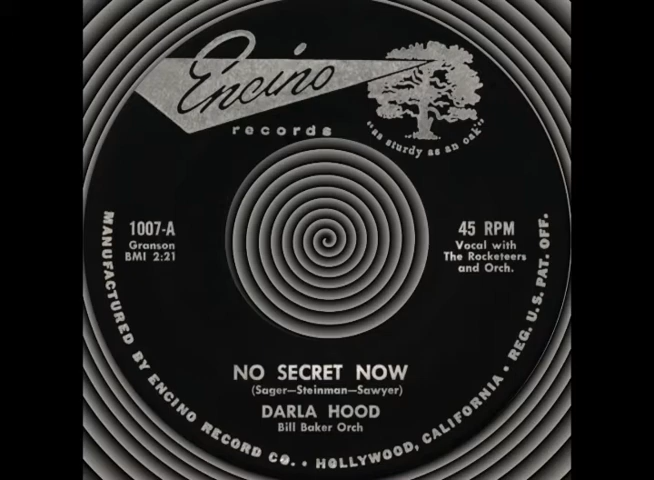 Encino
records
"as sturdy as an oak"
1007-A
Granson
BMI 2:21
45 RPM
Vocal with
The Rocketeers
and Orch.
NO SECRET NOW
(Sager—Steinman—Sawyer)
DARLA HOOD
Bill Baker Orch
MANUFACTURED BY ENCINO RECORD CO. • HOLLYWOOD, CALIFORNIA • REG. U.S. PAT. OFF.